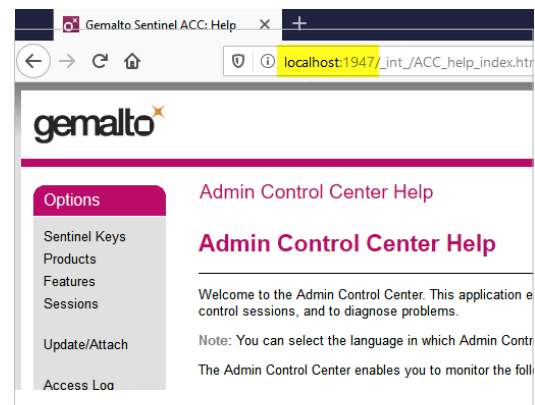 Gemalto Sentinel ACC: Help
localhost:1947/_int_/ACC_help_index.htm
gemalto
Options
Sentinel Keys
Products
Features
Sessions
Update/Attach
Access Log
Admin Control Center Help
Admin Control Center Help
Welcome to the Admin Control Center. This application
control sessions, and to diagnose problems.
Note: You can select the language in which Admin
The Admin Control Center enables you to monitor the